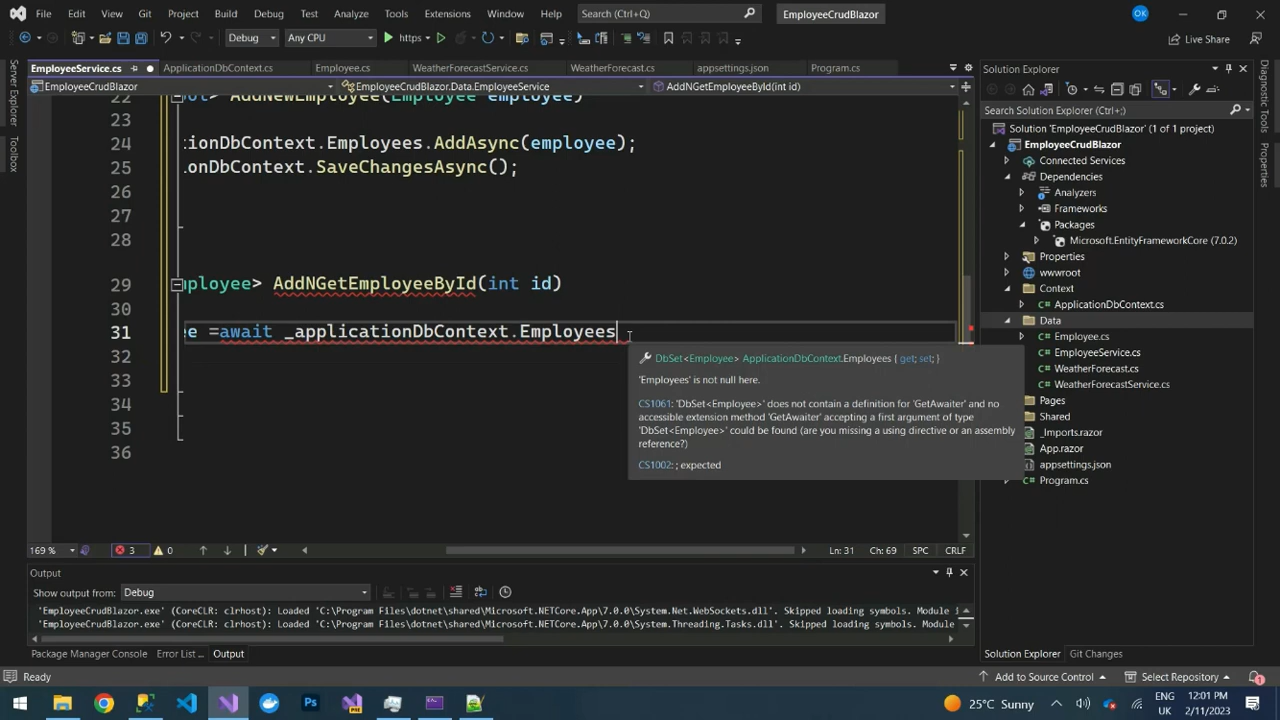 File Edit View Git Project Build Debug Test Analyze Tools Extensions Window Help Search (Ctrl+Q) EmployeeCrudBlazor OK
Debug Any CPU https Live Share
EmployeeService.cs ApplicationDbContext.cs Employee.cs WeatherForecastService.cs WeatherForecast.cs appsettings.json Program.cs
EmployeeCrudBlazor EmployeeCrudBlazor.Data.EmployeeService AddNGetEmployeeById(int id)
Server Explorer
Toolbox
22 AddNewEmployee(Employee employee)
23
24 DbContext.Employees.AddAsync(employee);
25 DbContext.SaveChangesAsync();
26
27
28
29 mployee> AddNGetEmployeeById(int id)
30
31 e =await _applicationDbContext.Employees
32
33
34
35
36
DbSet<Employee> ApplicationDbContext.Employees { get; set; }
'Employees' is not null here.
CS1061: 'DbSet<Employee>' does not contain a definition for 'GetAwaiter' and no
accessible extension method 'GetAwaiter' accepting a first argument of type
'DbSet<Employee>' could be found (are you missing a using directive or an assembly
reference?)
CS1002: ; expected
169 % 3 0 Ln: 31 Ch: 69 SPC CRLF
Output
Show output from: Debug
'EmployeeCrudBlazor.exe' (CoreCLR: clrhost): Loaded 'C:\Program Files\dotnet\shared\Microsoft.NETCore.App\7.0.0\System.Net.WebSockets.dll'. Skipped loading symbols. Module i
'EmployeeCrudBlazor.exe' (CoreCLR: clrhost): Loaded 'C:\Program Files\dotnet\shared\Microsoft.NETCore.App\7.0.0\System.Threading.Tasks.dll'. Skipped loading symbols. Module
Package Manager Console Error List ... Output
Solution Explorer
Search Solution Explorer (Ctrl+;)
Solution 'EmployeeCrudBlazor' (1 of 1 project)
EmployeeCrudBlazor
Connected Services
Dependencies
Analyzers
Frameworks
Packages
Microsoft.EntityFrameworkCore (7.0.2)
Properties
wwwroot
Context
ApplicationDbContext.cs
Data
Employee.cs
EmployeeService.cs
WeatherForecast.cs
WeatherForecastService.cs
Pages
Shared
_Imports.razor
App.razor
appsettings.json
Program.cs
Solution Explorer Git Changes
Diagnostic Tools
Properties
Ready Add to Source Control Select Repository
25°C Sunny ENG UK 12:01 PM 2/11/2023